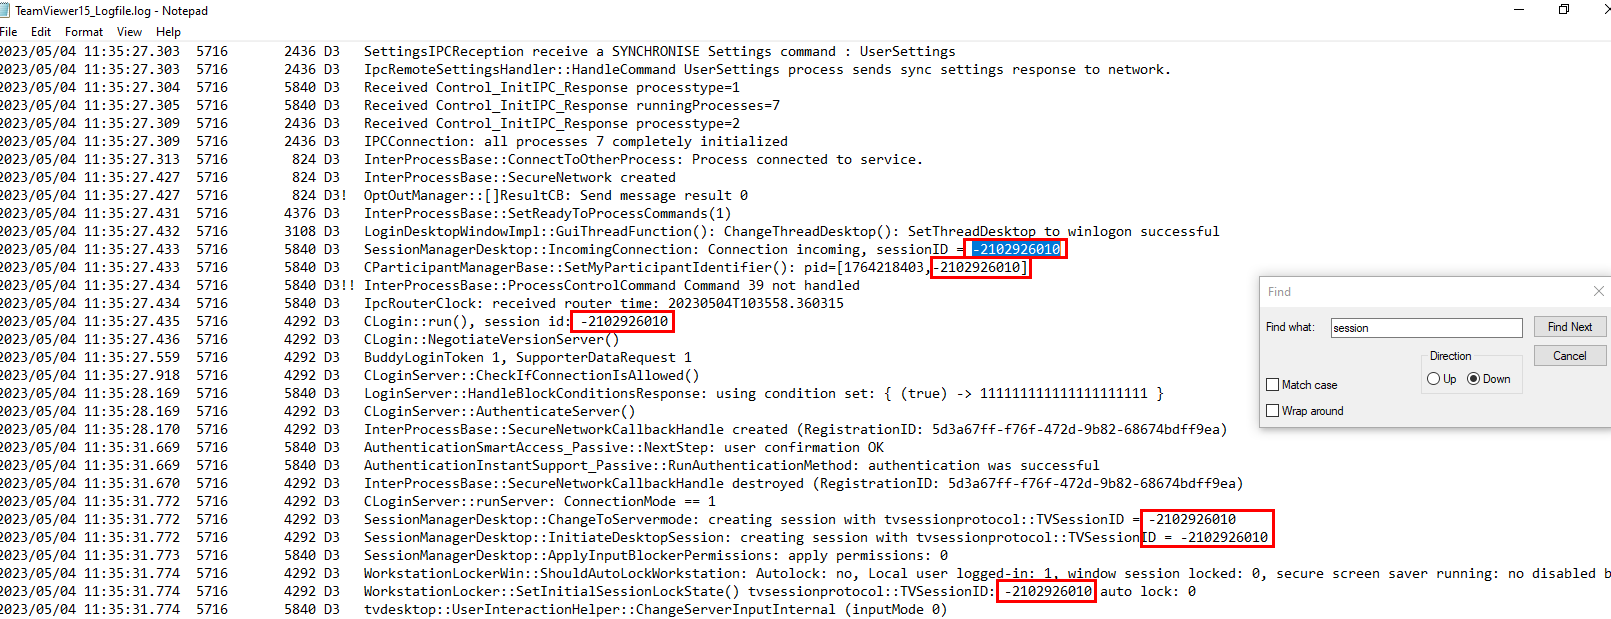 TeamViewer15_Logfile.log - Notepad
File Edit Format View Help
2023/05/04 11:35:27.303 5716 2436 D3 SettingsIPCReception receive a SYNCHRONISE Settings command : UserSettings
2023/05/04 11:35:27.303 5716 2436 D3 IpcRemoteSettingsHandler::HandleCommand UserSettings process sends sync settings response to network.
2023/05/04 11:35:27.304 5716 5840 D3 Received Control_InitIPC_Response processtype=1
2023/05/04 11:35:27.305 5716 5840 D3 Received Control_InitIPC_Response runningProcesses=7
2023/05/04 11:35:27.309 5716 2436 D3 Received Control_InitIPC_Response processtype=2
2023/05/04 11:35:27.309 5716 2436 D3 IPCConnection: all processes 7 completely initialized
2023/05/04 11:35:27.313 5716 824 D3 InterProcessBase::ConnectToOtherProcess: Process connected to service.
2023/05/04 11:35:27.427 5716 824 D3 InterProcessBase::SecureNetwork created
2023/05/04 11:35:27.427 5716 824 D3! OptOutManager::[]ResultCB: Send message result 0
2023/05/04 11:35:27.431 5716 4376 D3 InterProcessBase::SetReadyToProcessCommands(1)
2023/05/04 11:35:27.432 5716 3108 D3 LoginDesktopWindowImpl::GuiThreadFunction(): ChangeThreadDesktop(): SetThreadDesktop to winlogon successful
2023/05/04 11:35:27.433 5716 5840 D3 SessionManagerDesktop::IncomingConnection: Connection incoming, sessionID = -2102926010
2023/05/04 11:35:27.433 5716 5840 D3 CParticipantManagerBase::SetMyParticipantIdentifier(): pid=[1764218403,-2102926010]
2023/05/04 11:35:27.434 5716 5840 D3!! InterProcessBase::ProcessControlCommand Command 39 not handled
2023/05/04 11:35:27.434 5716 5840 D3 IpcRouterClock: received router time: 20230504T103558.360315
2023/05/04 11:35:27.435 5716 4292 D3 CLogin::run(), session id: -2102926010
2023/05/04 11:35:27.436 5716 4292 D3 CLogin::NegotiateVersionServer()
2023/05/04 11:35:27.559 5716 4292 D3 BuddyLoginToken 1, SupporterDataRequest 1
2023/05/04 11:35:27.918 5716 4292 D3 CLoginServer::CheckIfConnectionIsAllowed()
2023/05/04 11:35:28.169 5716 5840 D3 LoginServer::HandleBlockConditionsResponse: using condition set: { (true) -> 111111111111111111111 }
2023/05/04 11:35:28.169 5716 4292 D3 CLoginServer::AuthenticateServer()
2023/05/04 11:35:28.170 5716 4292 D3 InterProcessBase::SecureNetworkCallbackHandle created (RegistrationID: 5d3a67ff-f76f-472d-9b82-68674bdff9ea)
2023/05/04 11:35:31.669 5716 5840 D3 AuthenticationSmartAccess_Passive::NextStep: user confirmation OK
2023/05/04 11:35:31.669 5716 5840 D3 AuthenticationInstantSupport_Passive::RunAuthenticationMethod: authentication was successful
2023/05/04 11:35:31.670 5716 4292 D3 InterProcessBase::SecureNetworkCallbackHandle destroyed (RegistrationID: 5d3a67ff-f76f-472d-9b82-68674bdff9ea)
2023/05/04 11:35:31.772 5716 4292 D3 CLoginServer::runServer: ConnectionMode == 1
2023/05/04 11:35:31.772 5716 4292 D3 SessionManagerDesktop::ChangeToServermode: creating session with tvsessionprotocol::TVSessionID = -2102926010
2023/05/04 11:35:31.772 5716 4292 D3 SessionManagerDesktop::InitiateDesktopSession: creating session with tvsessionprotocol::TVSessionID = -2102926010
2023/05/04 11:35:31.773 5716 5840 D3 SessionManagerDesktop::ApplyInputBlockerPermissions: apply permissions: 0
2023/05/04 11:35:31.774 5716 4292 D3 WorkstationLockerWin::ShouldAutoLockWorkstation: Autolock: no, Local user logged-in: 1, window session locked: 0, secure screen saver running: no disabled b
2023/05/04 11:35:31.774 5716 4292 D3 WorkstationLocker::SetInitialSessionLockState() tvsessionprotocol::TVSessionID: -2102926010 auto lock: 0
2023/05/04 11:35:31.774 5716 5840 D3 tvdesktop::UserInteractionHelper::ChangeServerInputInternal (inputMode 0)
Find
Find what: session Find Next
Direction Cancel
Up Down
Match case
Wrap around